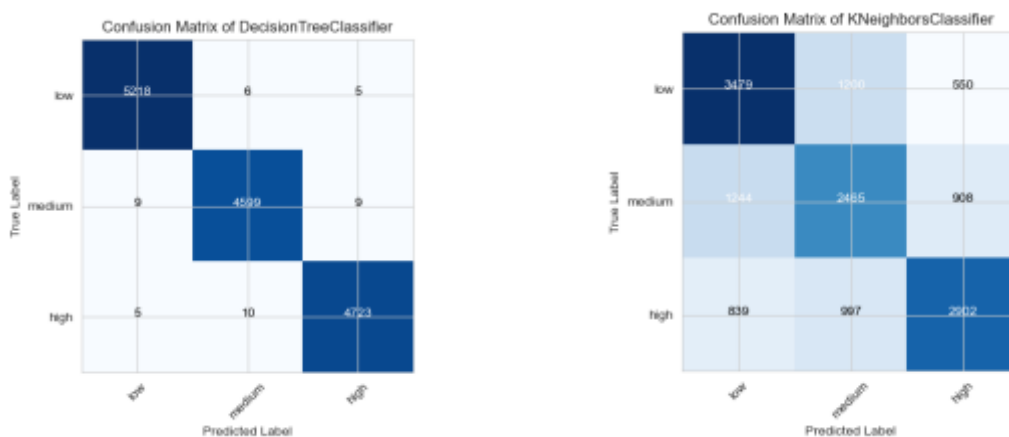 Confusion Matrix of DecisionTreeClassifier
True Label
low
5218 6 5
medium
9 4599 9
high
5 10 4723
low medium high
Predicted Label
Confusion Matrix of KNeighborsClassifier
True Label
low
3479 1200 550
medium
1244 2465 908
high
839 997 2902
low medium high
Predicted Label